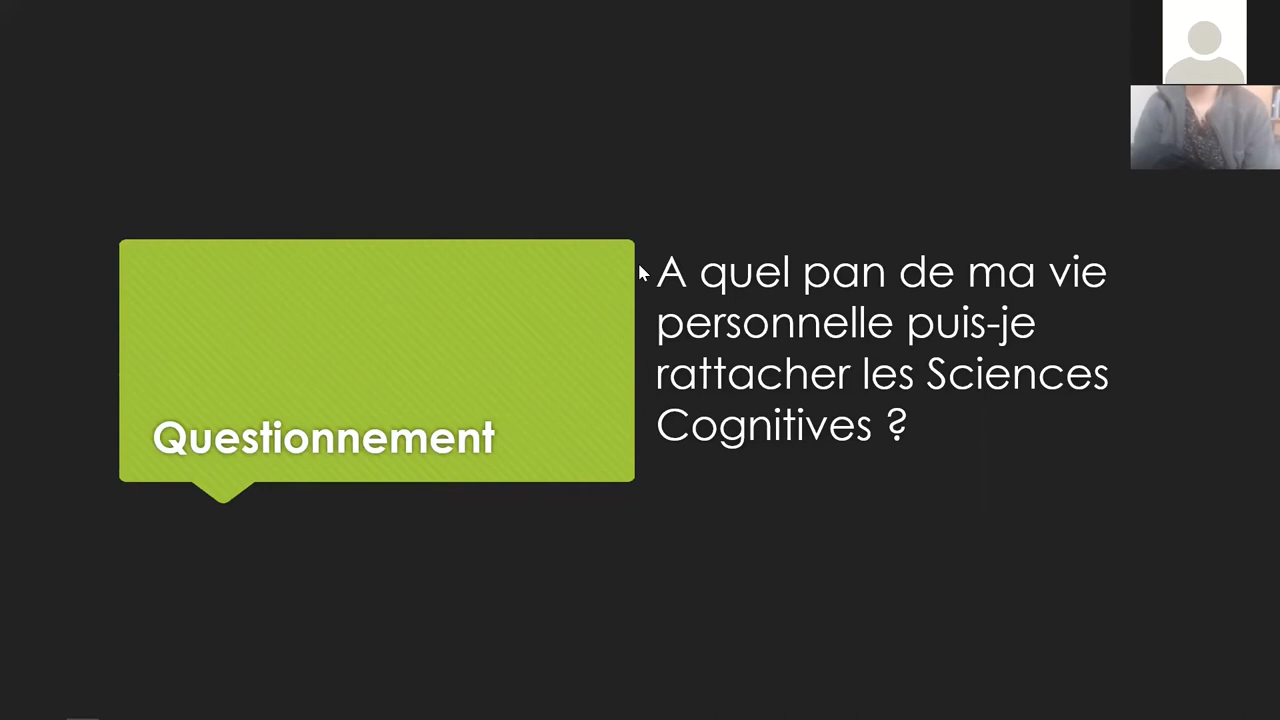 Questionnement
A quel pan de ma vie
personnelle puis-je
rattacher les Sciences
Cognitives ?